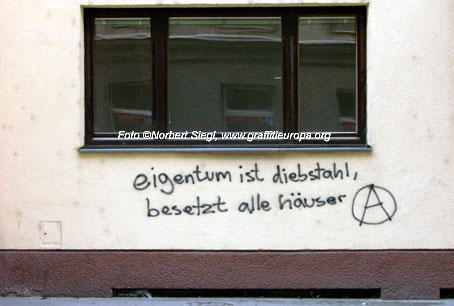 Foto ©Norbert Siegl, www.graffitieuropa.org
eigentum ist diebstahl,
besetzt alle häuser Ⓐ